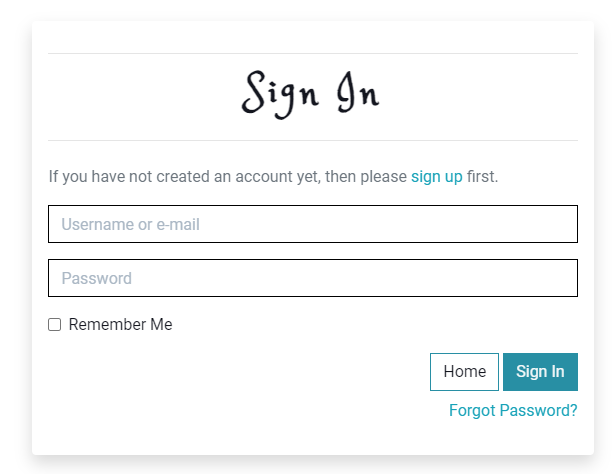 Sign In
If you have not created an account yet, then please sign up first.
Username or e-mail
Password
Remember Me
Home Sign In
Forgot Password?